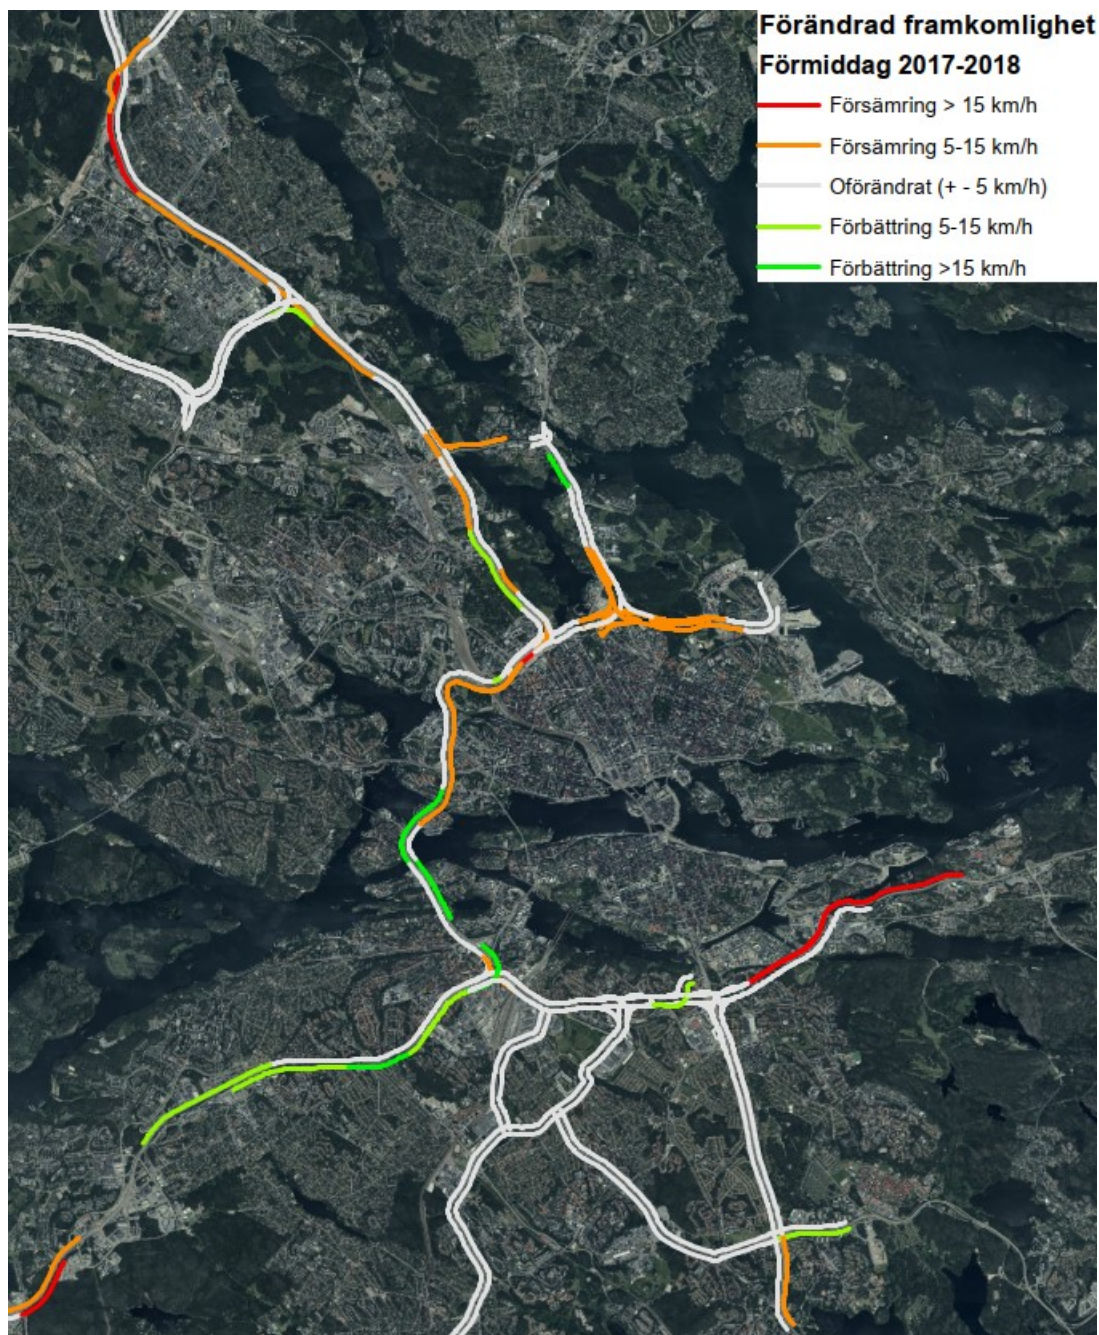 Förändrad framkomlighet
Förmiddag 2017-2018
Försämring > 15 km/h
Försämring 5-15 km/h
Oförändrat (+ - 5 km/h)
Förbättring 5-15 km/h
Förbättring >15 km/h